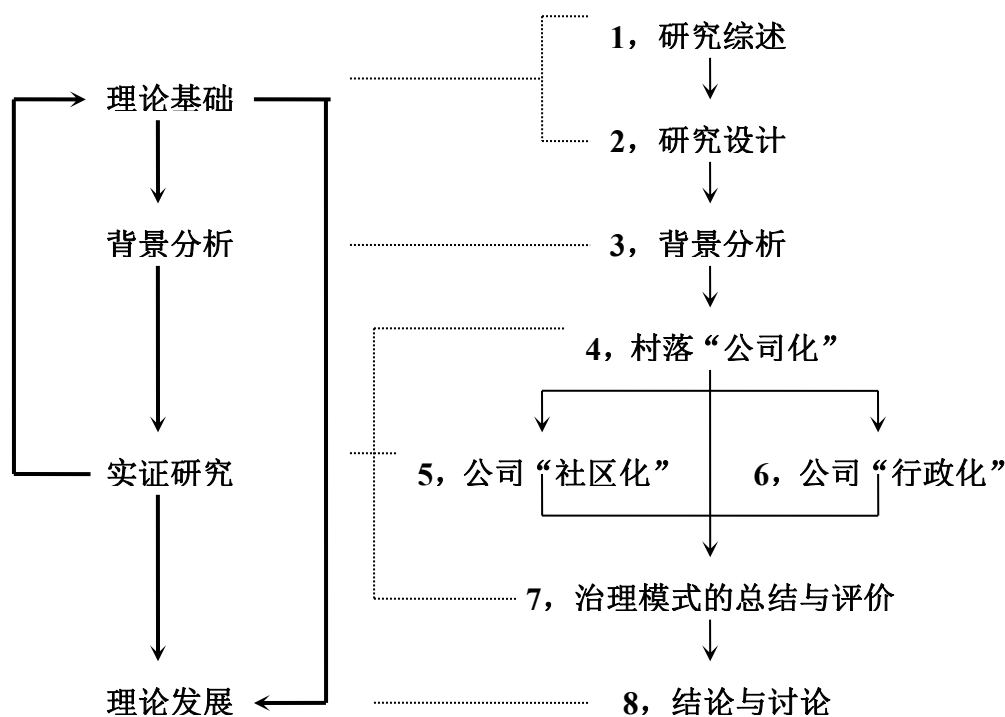 1，研究综述
理论基础
2，研究设计
背景分析
3，背景分析
4，村落“公司化”
实证研究
5，公司“社区化”
6，公司“行政化”
7，治理模式的总结与评价
理论发展
8，结论与讨论